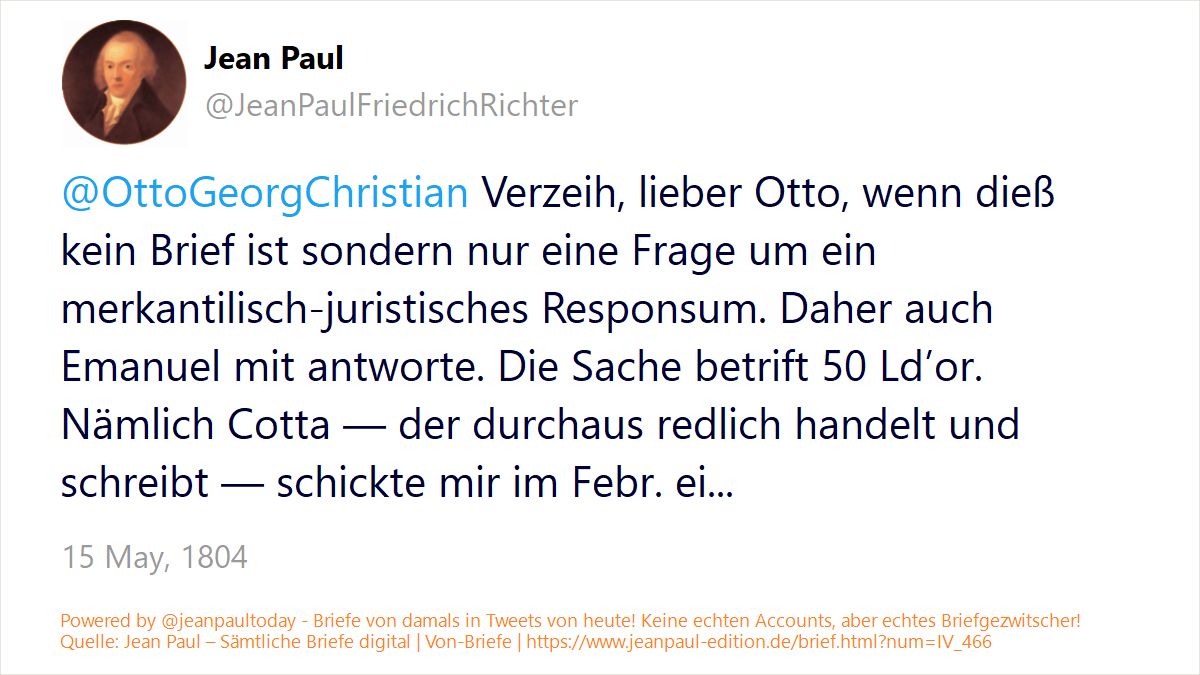 Jean Paul
@JeanPaulFriedrichRichter
@OttoGeorgChristian Verzeih, lieber Otto, wenn dieß
kein Brief ist sondern nur eine Frage um ein
merkantilisch-juristisches Responsum. Daher auch
Emanuel mit antworte. Die Sache betrift 50 Ld’or.
Nämlich Cotta — der durchaus redlich handelt und
schreibt — schickte mir im Febr. ei...
15 May, 1804
Powered by @jeanpaultoday - Briefe von damals in Tweets von heute! Keine echten Accounts, aber echtes Briefgezwitscher!
Quelle: Jean Paul – Sämtliche Briefe digital | Von-Briefe | https://www.jeanpaul-edition.de/brief.html?num=IV_466